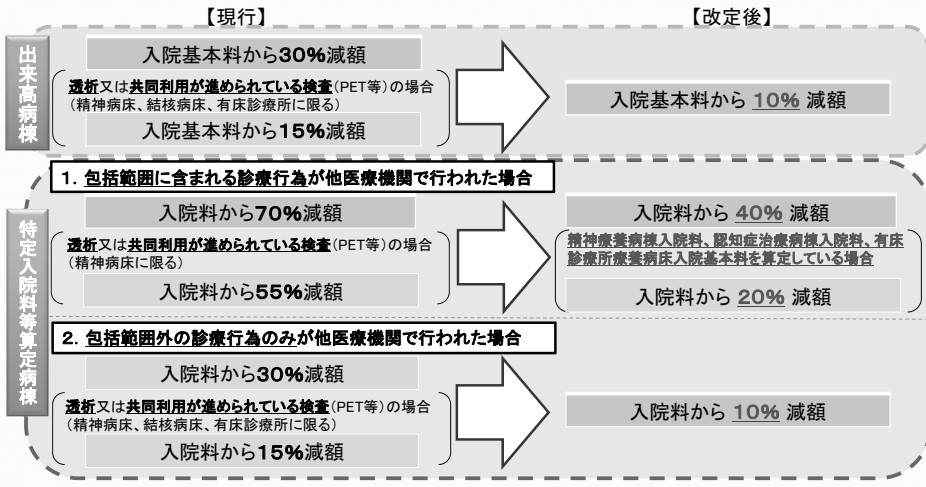 【現行】
【改定後】
出来高病棟
入院基本料から30%減額
透析又は共同利用が進められている検査(PET等)の場合
(精神病床、結核病床、有床診療所に限る)
入院基本料から15%減額
入院基本料から 10% 減額
特定入院料等算定病棟
1. 包括範囲に含まれる診療行為が他医療機関で行われた場合
入院料から70%減額
透析又は共同利用が進められている検査(PET等)の場合
(精神病床に限る)
入院料から55%減額
入院料から 40% 減額
精神療養病棟入院料、認知症治療病棟入院料、有床
診療所療養病床入院基本料を算定している場合
入院料から 20% 減額
2. 包括範囲外の診療行為のみが他医療機関で行われた場合
入院料から30%減額
透析又は共同利用が進められている検査(PET等)の場合
(精神病床、結核病床、有床診療所に限る)
入院料から15%減額
入院料から 10% 減額